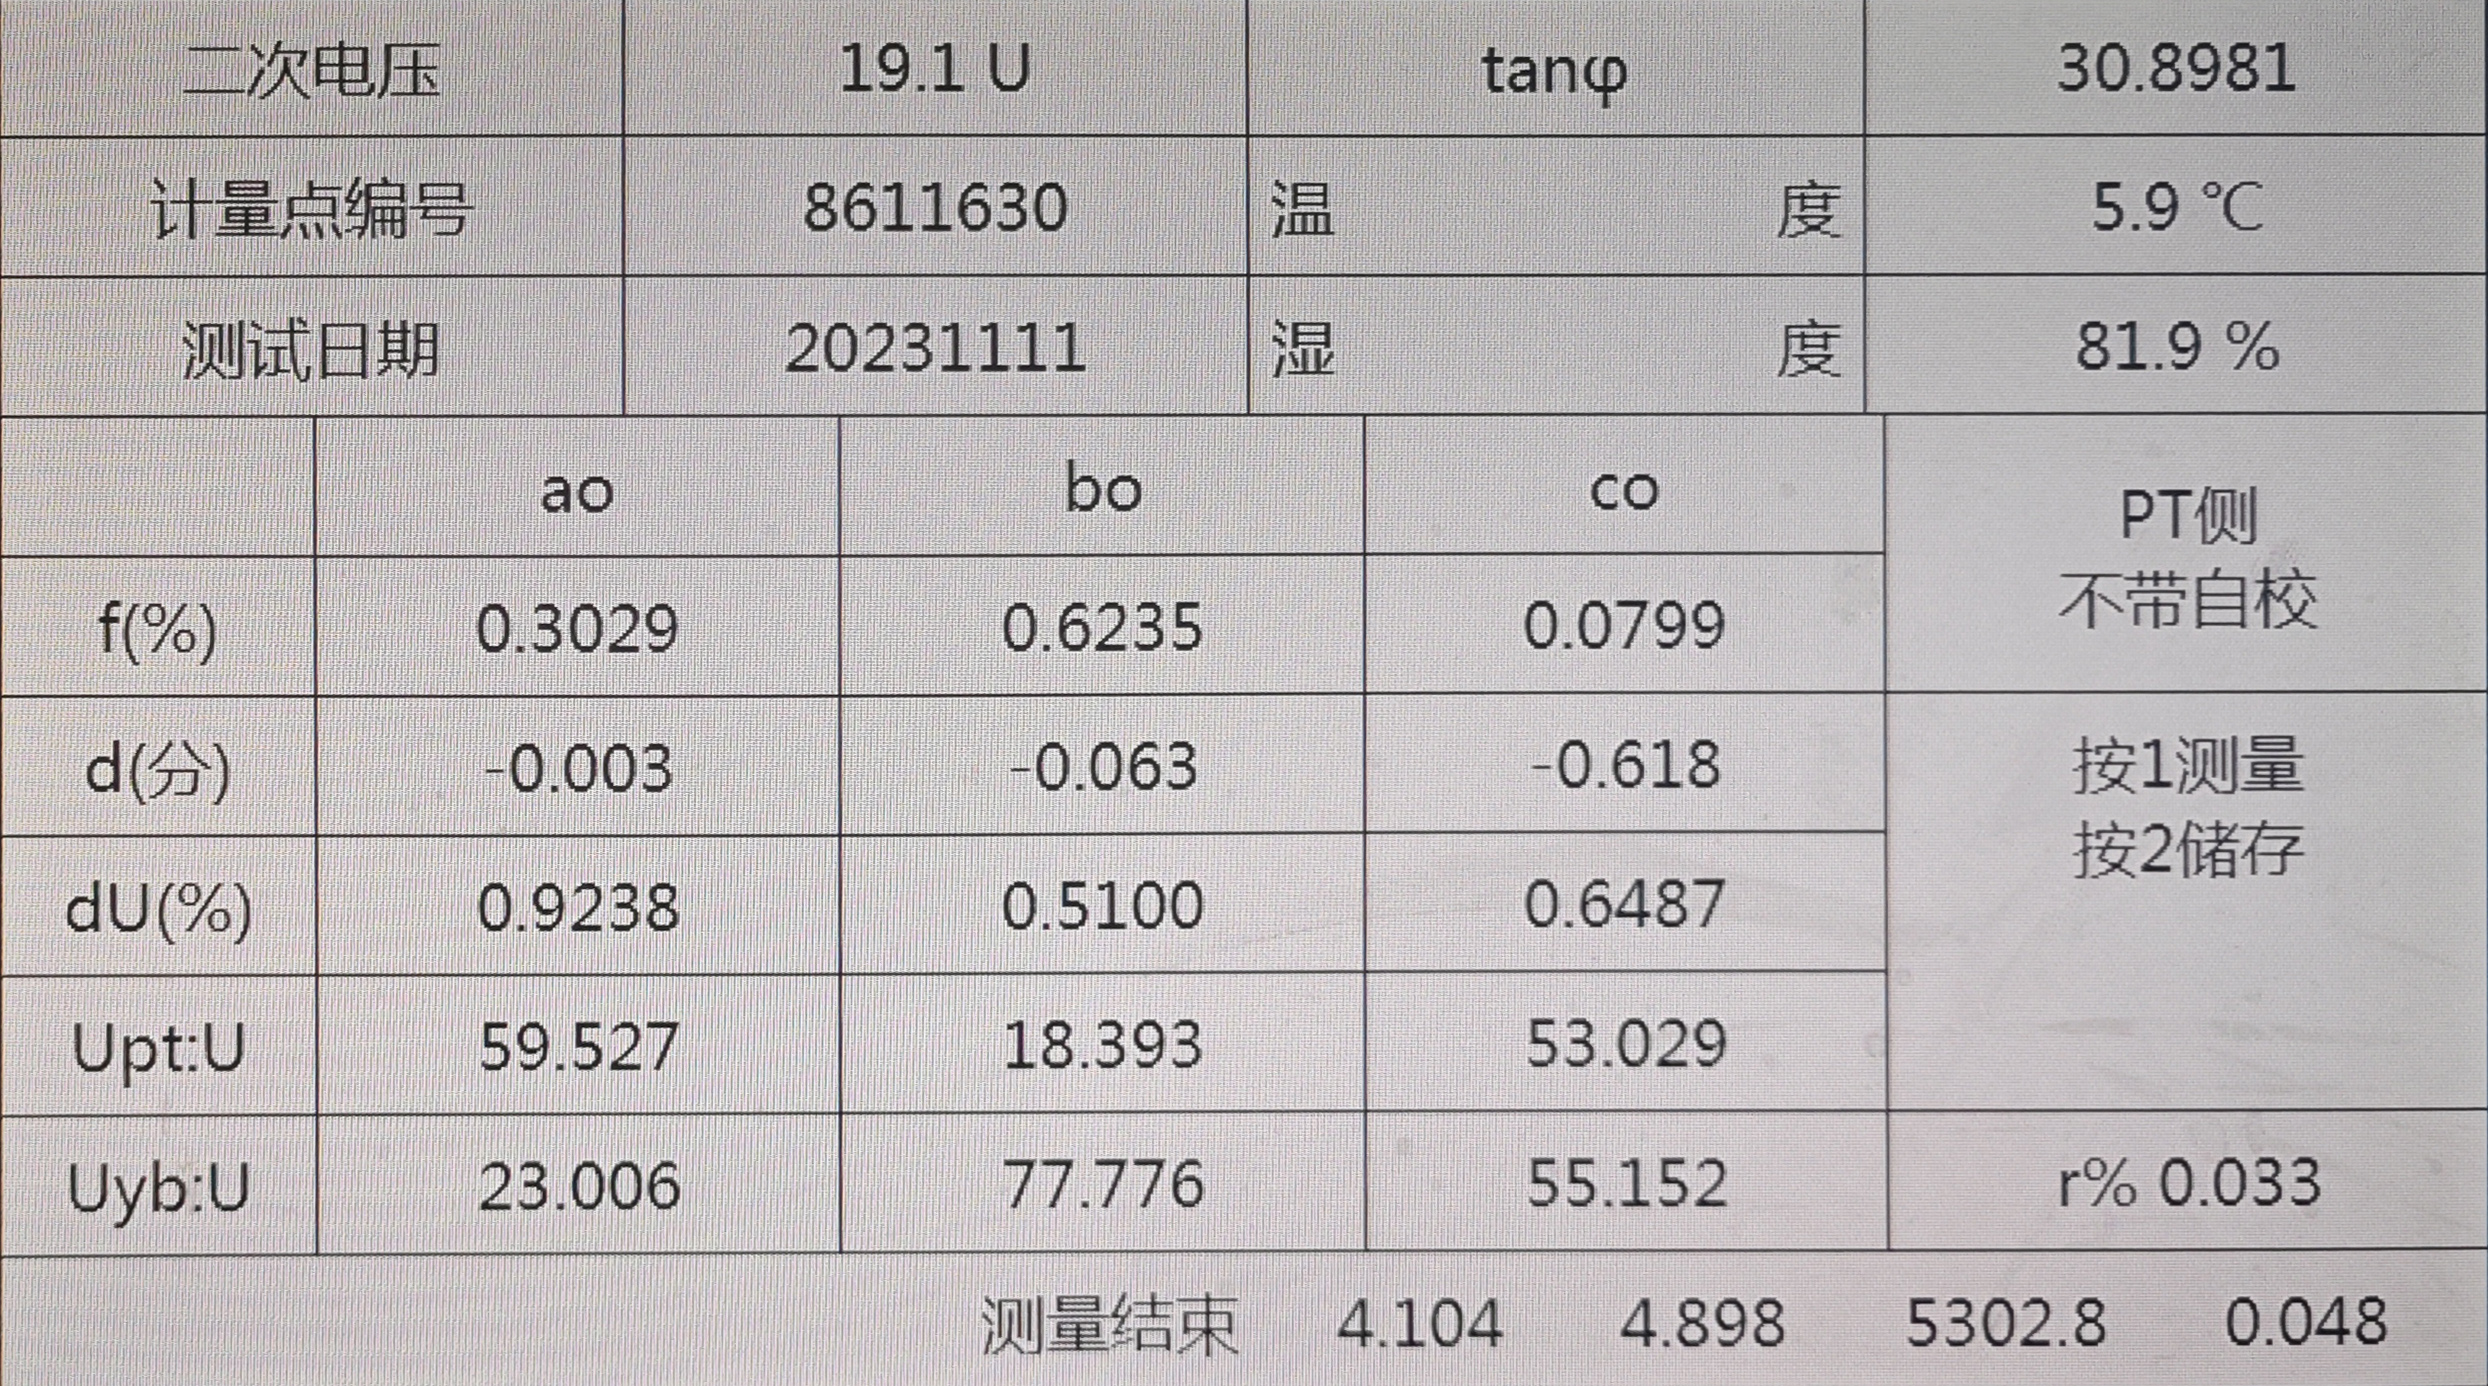 二次电压 19.1 U tanφ 30.8981
计量点编号 8611630 温度 5.9 ℃
测试日期 20231111 湿度 81.9 %
ao bo co PT侧
不带自校
f(%) 0.3029 0.6235 0.0799
d(分) -0.003 -0.063 -0.618 按1测量
按2储存
dU(%) 0.9238 0.5100 0.6487
Upt:U 59.527 18.393 53.029
Uyb:U 23.006 77.776 55.152 r% 0.033
测量结束 4.104 4.898 5302.8 0.048